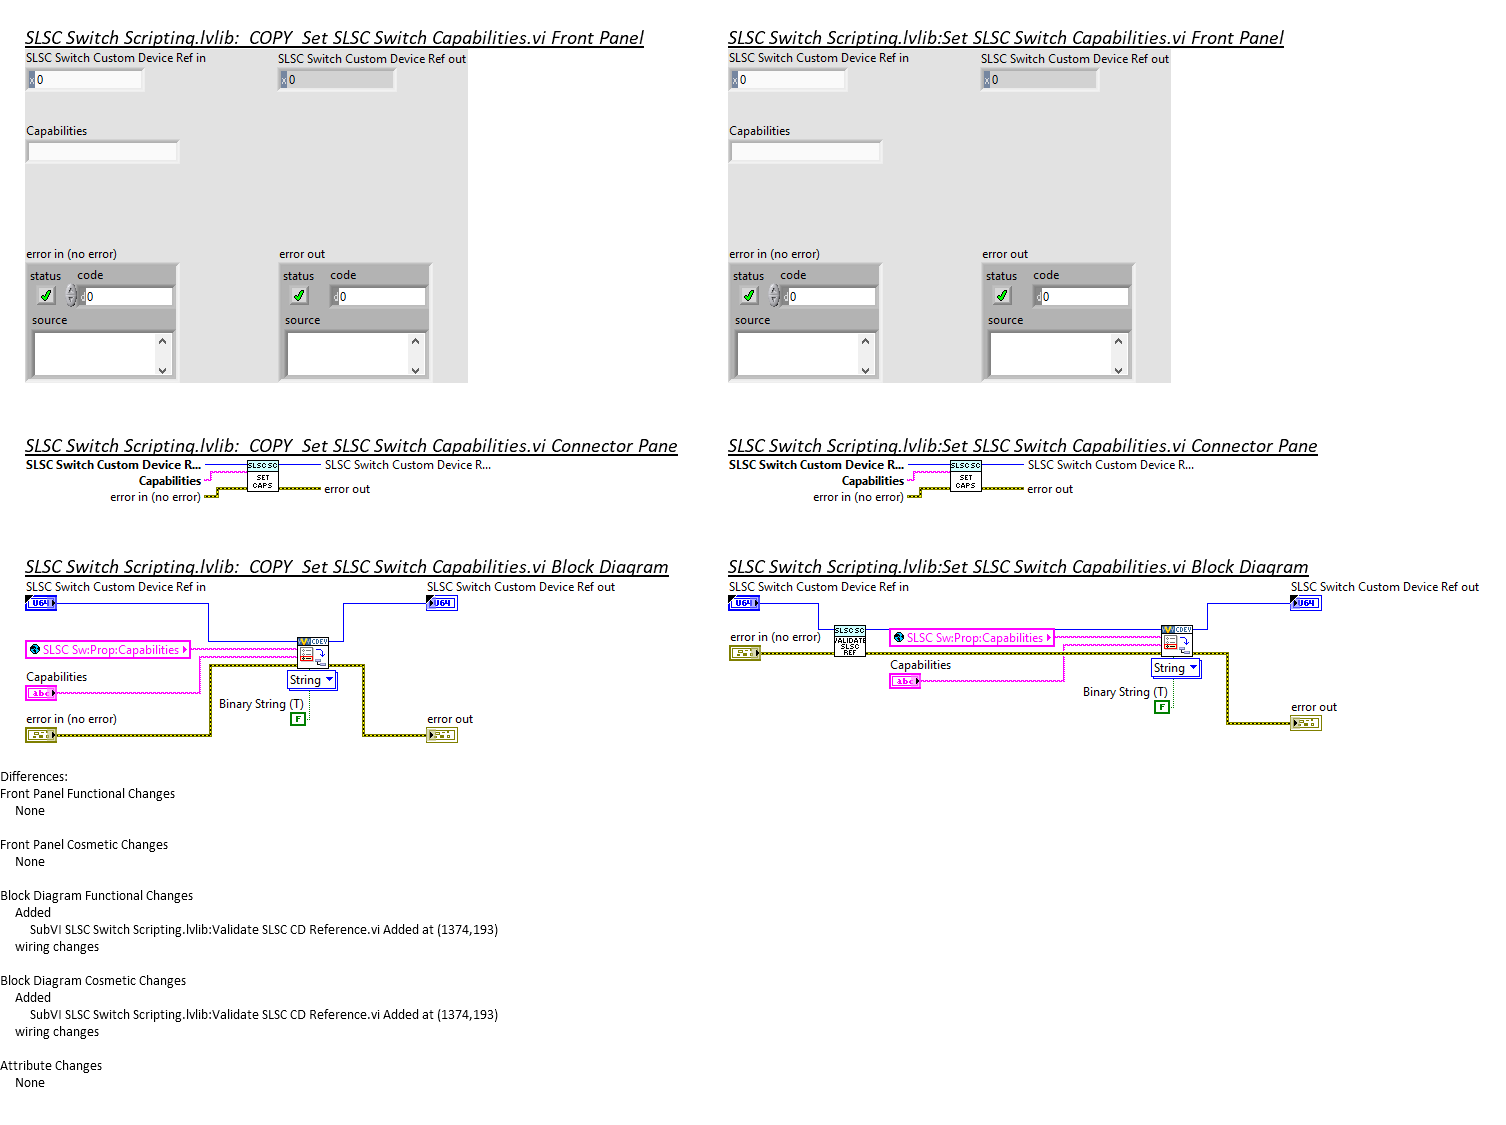 SLSC Switch Scripting.lvlib:_COPY_Set SLSC Switch Capabilities.vi Front Panel
SLSC Switch Custom Device Ref in
SLSC Switch Custom Device Ref out
x 0
x 0
Capabilities
error in (no error)
error out
status
code
status
code
d 0
d 0
source
source
SLSC Switch Scripting.lvlib:Set SLSC Switch Capabilities.vi Front Panel
SLSC Switch Custom Device Ref in
SLSC Switch Custom Device Ref out
x 0
x 0
Capabilities
error in (no error)
error out
status
code
status
code
d 0
d 0
source
source
SLSC Switch Scripting.lvlib:_COPY_Set SLSC Switch Capabilities.vi Connector Pane
SLSC Switch Custom Device R...
SLSC SC
SLSC Switch Custom Device R...
Capabilities
SET
CAPS
error in (no error)
error out
SLSC Switch Scripting.lvlib:Set SLSC Switch Capabilities.vi Connector Pane
SLSC Switch Custom Device R...
SLSC SC
SLSC Switch Custom Device R...
Capabilities
SET
CAPS
error in (no error)
error out
SLSC Switch Scripting.lvlib:_COPY_Set SLSC Switch Capabilities.vi Block Diagram
SLSC Switch Custom Device Ref in
SLSC Switch Custom Device Ref out
U64
U64
CDEV
SLSC Sw:Prop:Capabilities
Capabilities
String
abc
Binary String (T)
F
error in (no error)
error out
SLSC Switch Scripting.lvlib:Set SLSC Switch Capabilities.vi Block Diagram
SLSC Switch Custom Device Ref in
SLSC Switch Custom Device Ref out
U64
U64
error in (no error)
SLSC SC
VALIDATE
SLSC
REF
SLSC Sw:Prop:Capabilities
CDEV
Capabilities
String
abc
Binary String (T)
F
error out
Differences:
Front Panel Functional Changes
None
Front Panel Cosmetic Changes
None
Block Diagram Functional Changes
Added
SubVI SLSC Switch Scripting.lvlib:Validate SLSC CD Reference.vi Added at (1374,193)
wiring changes
Block Diagram Cosmetic Changes
Added
SubVI SLSC Switch Scripting.lvlib:Validate SLSC CD Reference.vi Added at (1374,193)
wiring changes
Attribute Changes
None